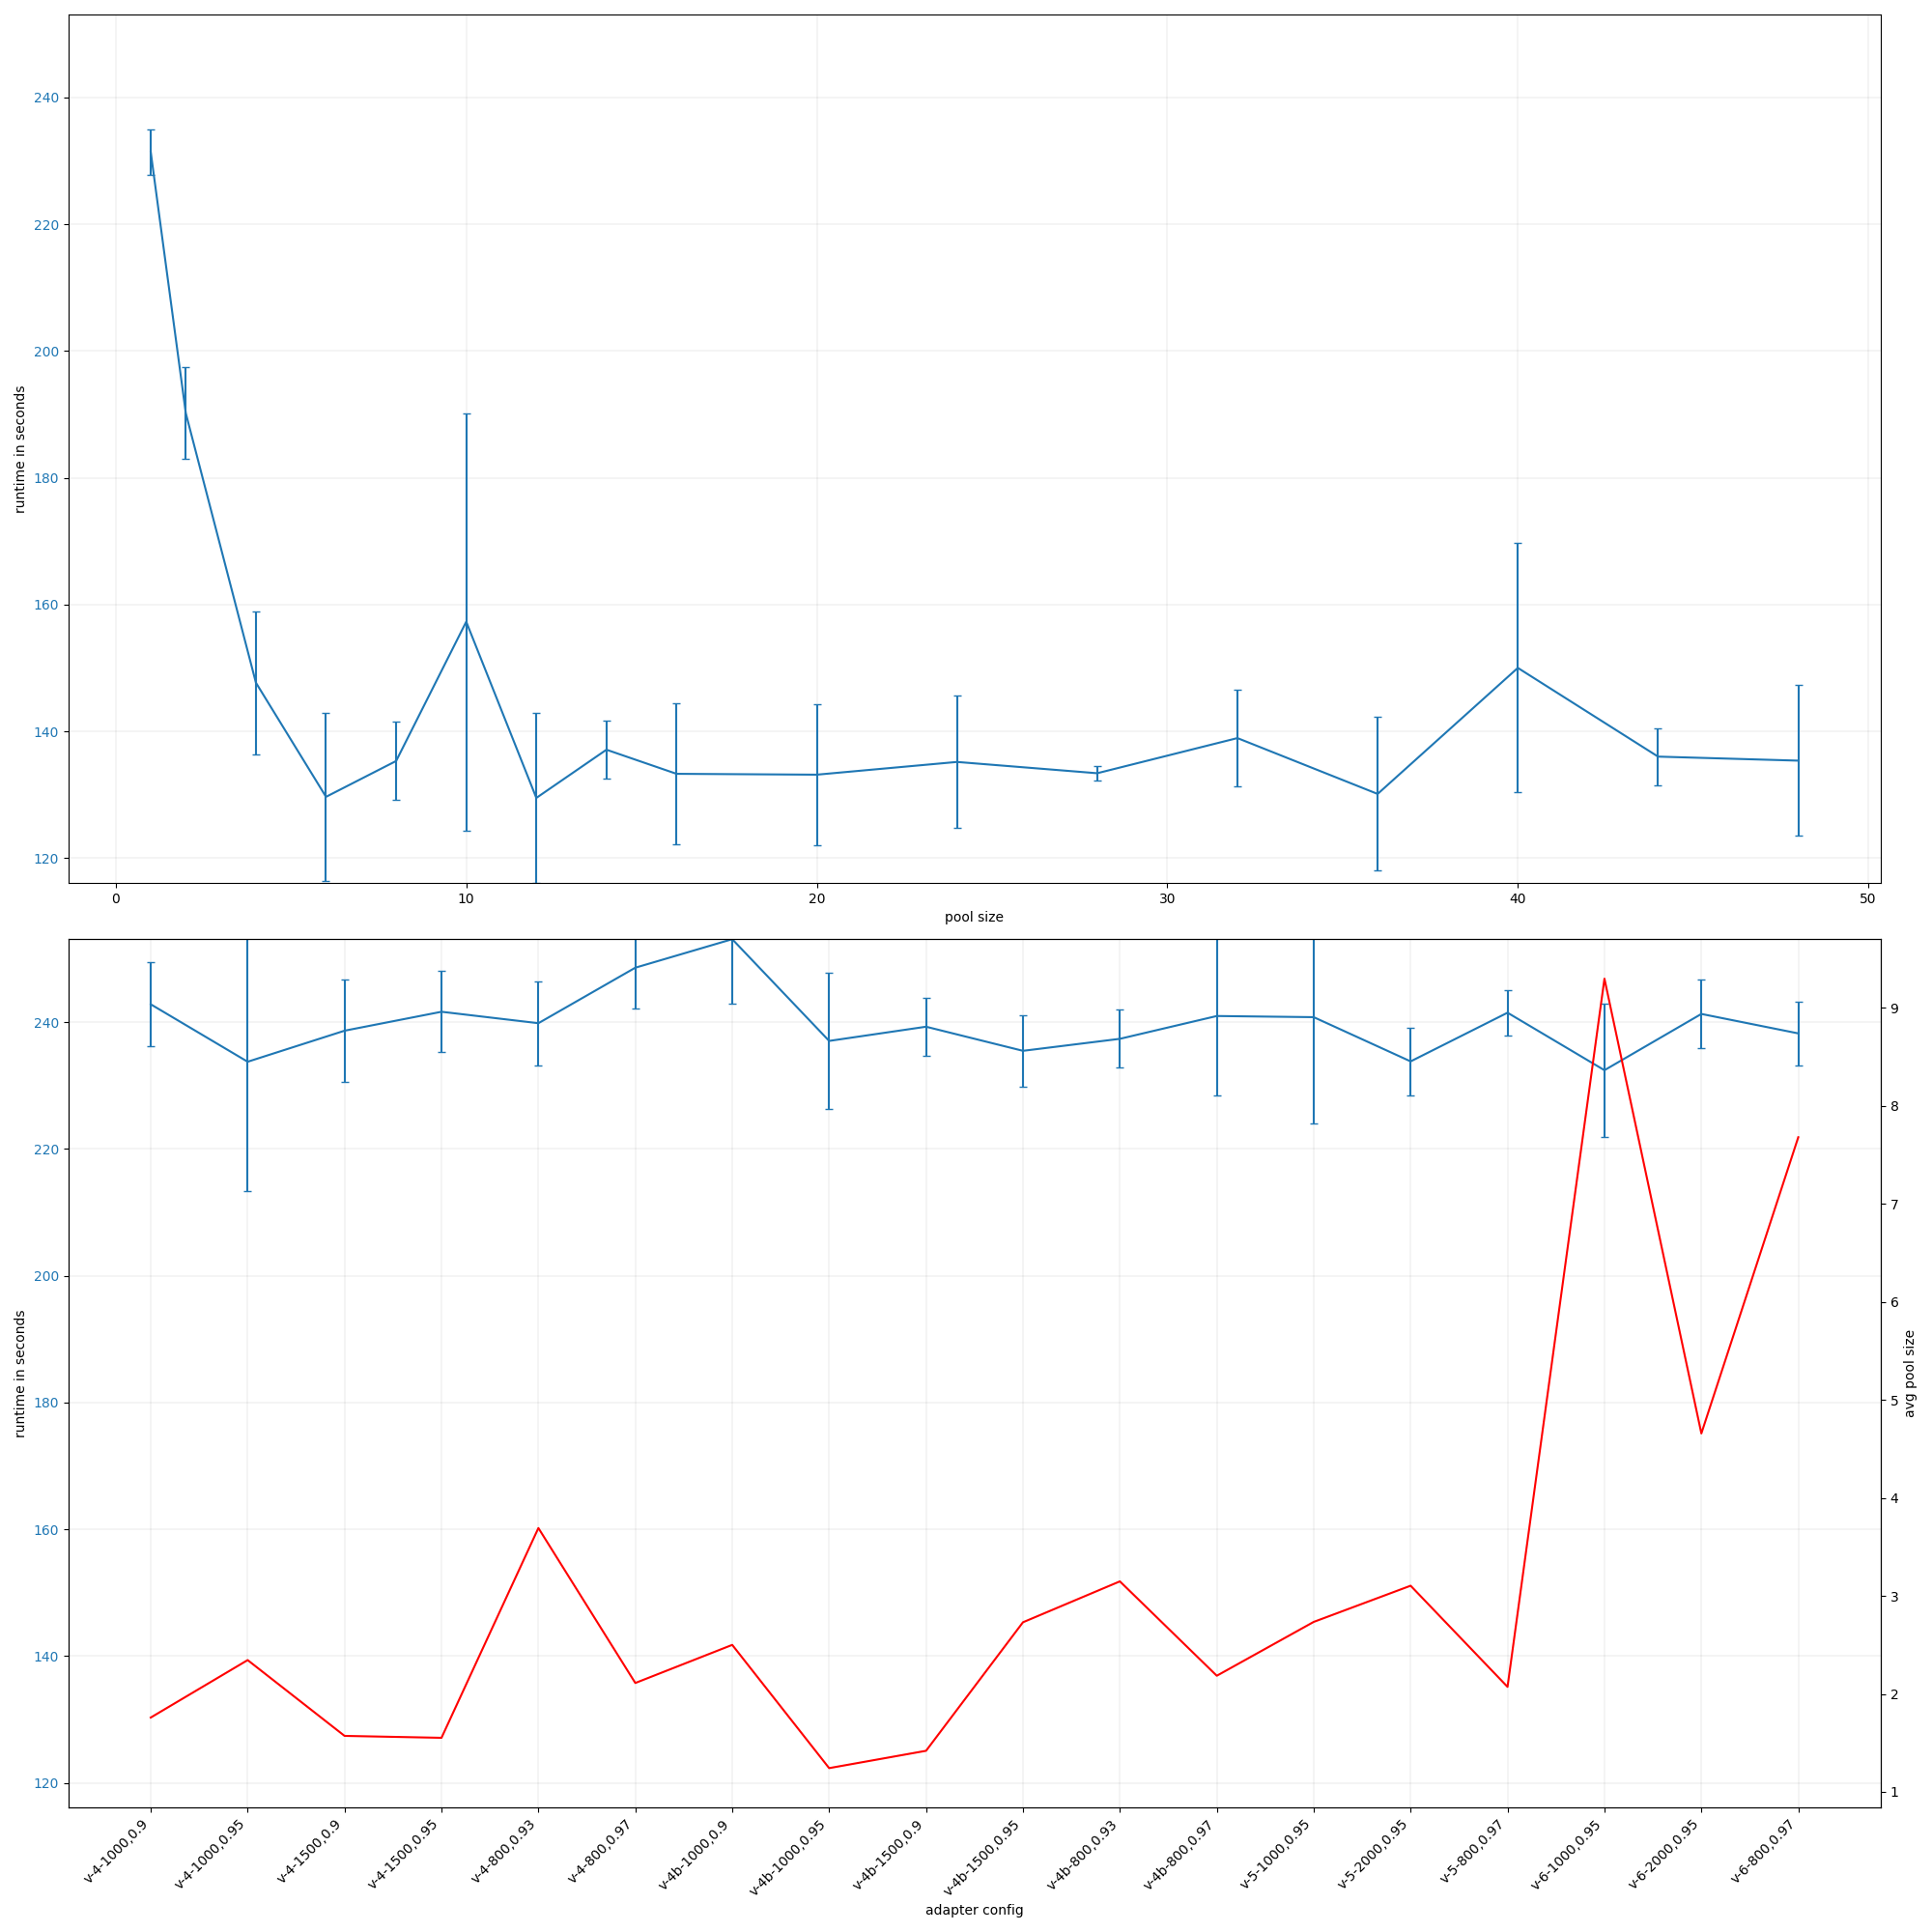 240
220
200
180
160
140
120
runtime in seconds
0 10 20 30 40 50
pool size
240
220
200
180
160
140
120
runtime in seconds
9
8
7
6
5
4
3
2
1
avg pool size
v-4-1000,0.9
v-4-1000,0.95
v-4-1500,0.9
v-4-1500,0.95
v-4-800,0.93
v-4-800,0.97
v-4b-1000,0.9
v-4b-1000,0.95
v-4b-1500,0.9
v-4b-1500,0.95
v-4b-800,0.93
v-4b-800,0.97
v-5-1000,0.95
v-5-2000,0.95
v-5-800,0.97
v-6-1000,0.95
v-6-2000,0.95
v-6-800,0.97
adapter config